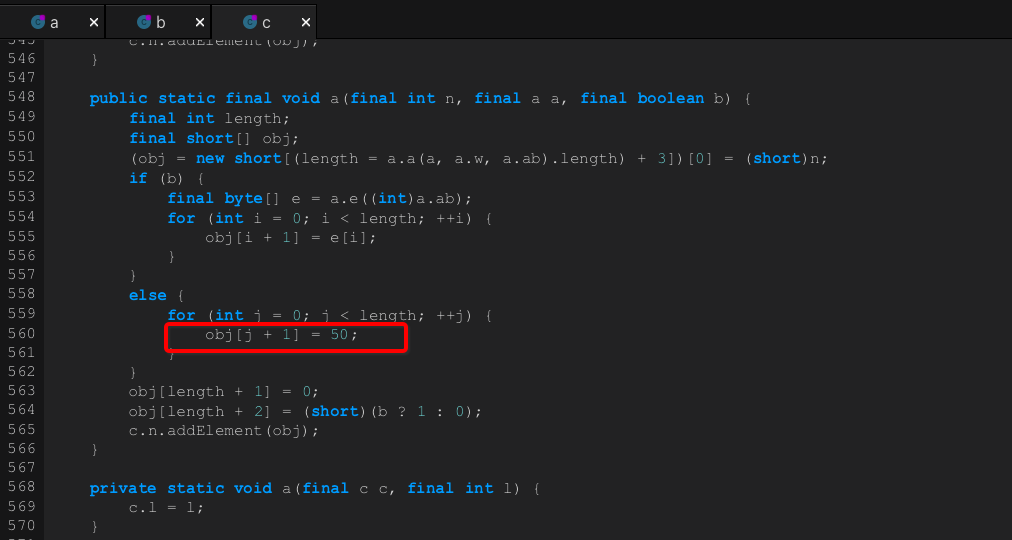 a × b × c ×
545 c.n.addElement(obj);
546 }
547
548 public static final void a(final int n, final a a, final boolean b) {
549 final int length;
550 final short[] obj;
551 (obj = new short[(length = a.a(a, a.w, a.ab).length) + 3])[0] = (short)n;
552 if (b) {
553 final byte[] e = a.e((int)a.ab);
554 for (int i = 0; i < length; ++i) {
555 obj[i + 1] = e[i];
556 }
557 }
558 else {
559 for (int j = 0; j < length; ++j) {
560 obj[j + 1] = 50;
561 }
562 }
563 obj[length + 1] = 0;
564 obj[length + 2] = (short)(b ? 1 : 0);
565 c.n.addElement(obj);
566 }
567
568 private static void a(final c c, final int l) {
569 c.l = l;
570 }